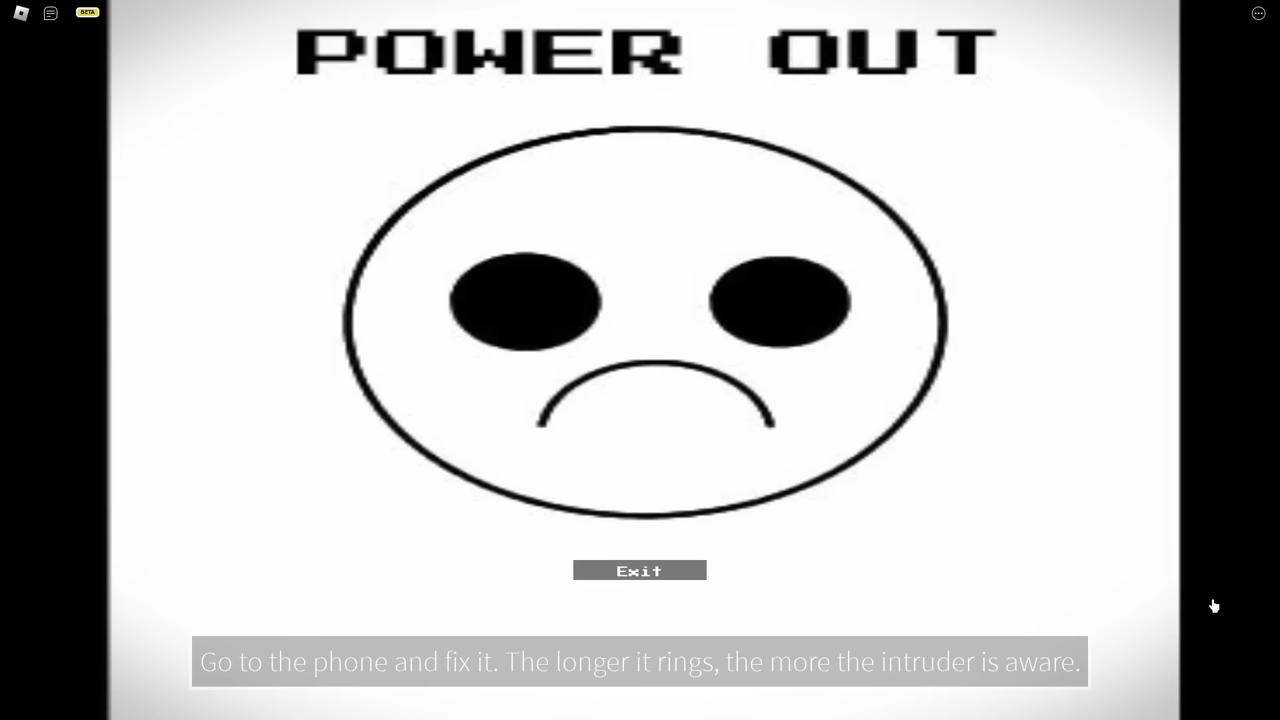 BETA
POWER OUT
Exit
Go to the phone and fix it. The longer it rings, the more the intruder is aware.